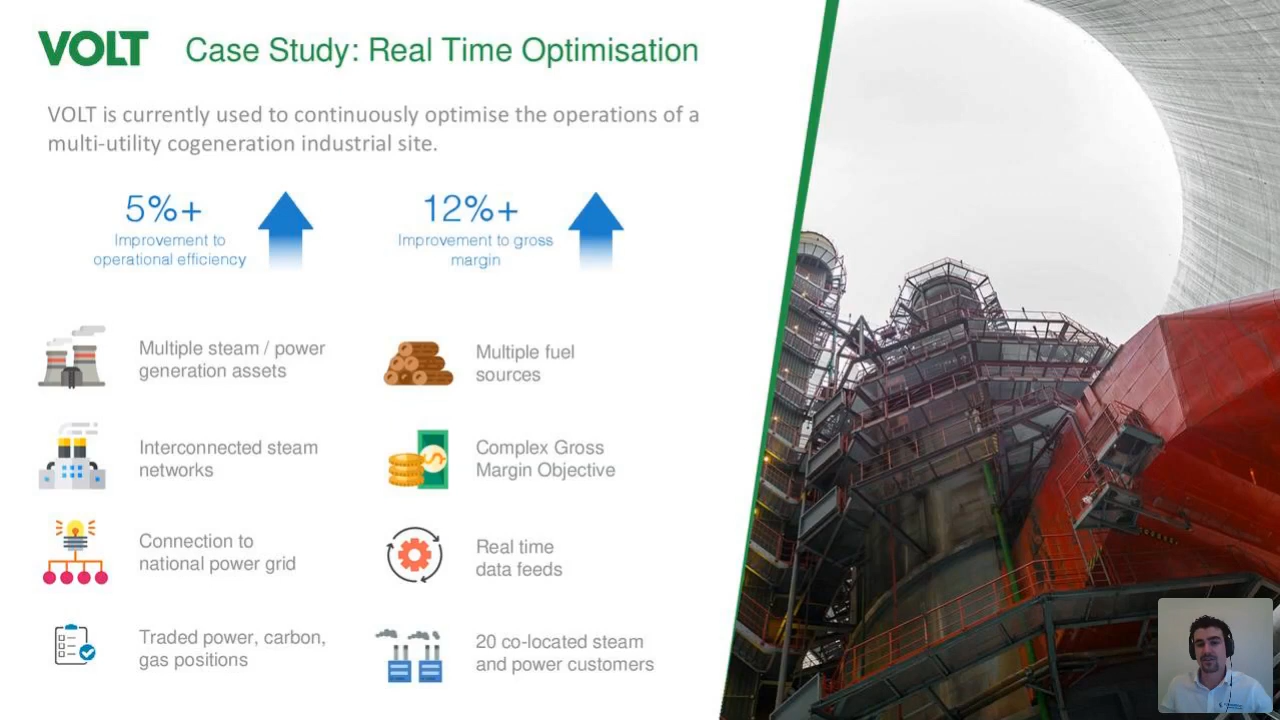 VOLT
Case Study: Real Time Optimisation
VOLT is currently used to continuously optimise the operations of a
multi-utility cogeneration industrial site.
5%+
Improvement to
operational efficiency
12%+
Improvement to gross
margin
Multiple steam / power
generation assets
Multiple fuel
sources
Interconnected steam
networks
Complex Gross
Margin Objective
Connection to
national power grid
Real time
data feeds
Traded power, carbon,
gas positions
20 co-located steam
and power customers